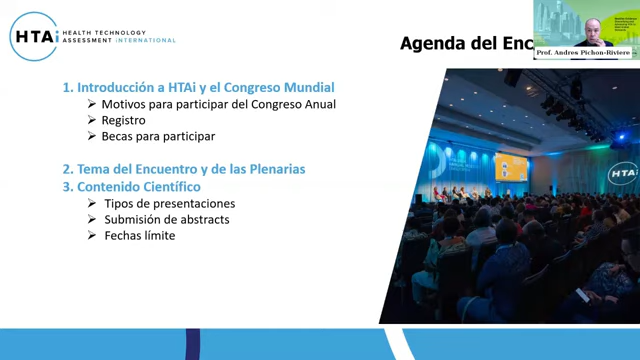 HTAi HEALTH TECHNOLOGY
ASSESSMENT INTERNATIONAL
Agenda del Enc
Prof. Andres Pichon-Riviere
1. Introducción a HTAi y el Congreso Mundial
Motivos para participar del Congreso Anual
Registro
Becas para participar
2. Tema del Encuentro y de las Plenarias
3. Contenido Científico
Tipos de presentaciones
Submisión de abstracts
Fechas límite
HTAi